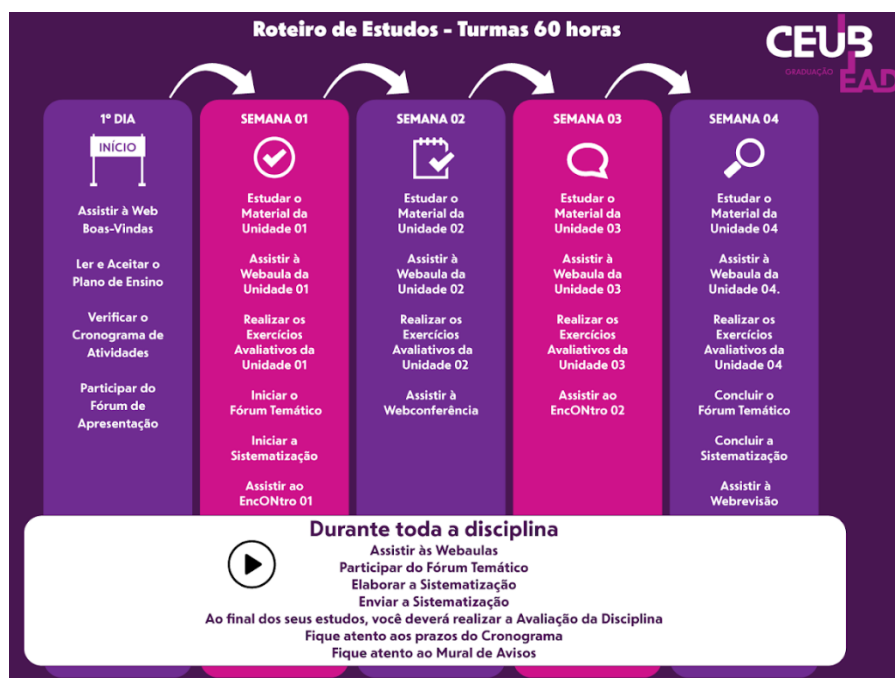 Roteiro de Estudos - Turmas 60 horas
CEUB
GRADUAÇÃO
EAD
1º DIA
INÍCIO
Assistir à Web
Boas-Vindas
Ler e Aceitar o
Plano de Ensino
Verificar o
Cronograma de
Atividades
Participar do
Fórum de
Apresentação
SEMANA 01
Estudar o
Material da
Unidade 01
Assistir à
Webaula da
Unidade 01
Realizar os
Exercícios
Avaliativos da
Unidade 01
Iniciar o
Fórum Temático
Iniciar a
Sistematização
Assistir ao
EncONtro 01
SEMANA 02
Estudar o
Material da
Unidade 02
Assistir à
Webaula da
Unidade 02
Realizar os
Exercícios
Avaliativos da
Unidade 02
Assistir à
Webconferência
SEMANA 03
Estudar o
Material da
Unidade 03
Assistir à
Webaula da
Unidade 03
Realizar os
Exercícios
Avaliativos da
Unidade 03
Assistir ao
EncONtro 02
SEMANA 04
Estudar o
Material da
Unidade 04
Assistir à
Webaula da
Unidade 04.
Realizar os
Exercícios
Avaliativos da
Unidade 04
Concluir o
Fórum Temático
Concluir a
Sistematização
Assistir à
Webrevisão
Durante toda a disciplina
Assistir às Webaulas
Participar do Fórum Temático
Elaborar a Sistematização
Enviar a Sistematização
Ao final dos seus estudos, você deverá realizar a Avaliação da Disciplina
Fique atento aos prazos do Cronograma
Fique atento ao Mural de Avisos